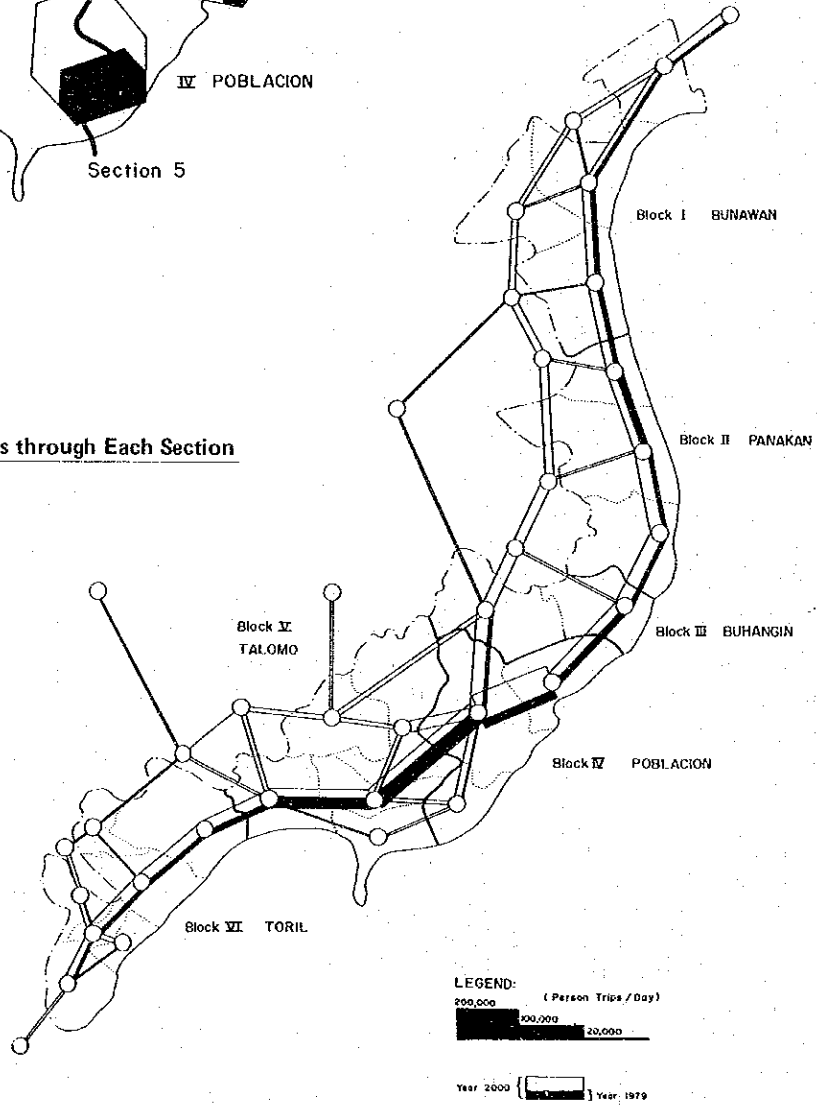 IV POBLACION
Section 5
Block I BUNAWAN
s through Each Section
Block II PANAKAN
Block V
TALOMO
Block III BUHANGIN
Block IV POBLACION
Block VI TORIL
LEGEND:
(Person Trips / Day)
200,000
100,000
20,000
Year 2000 { } Year 1979